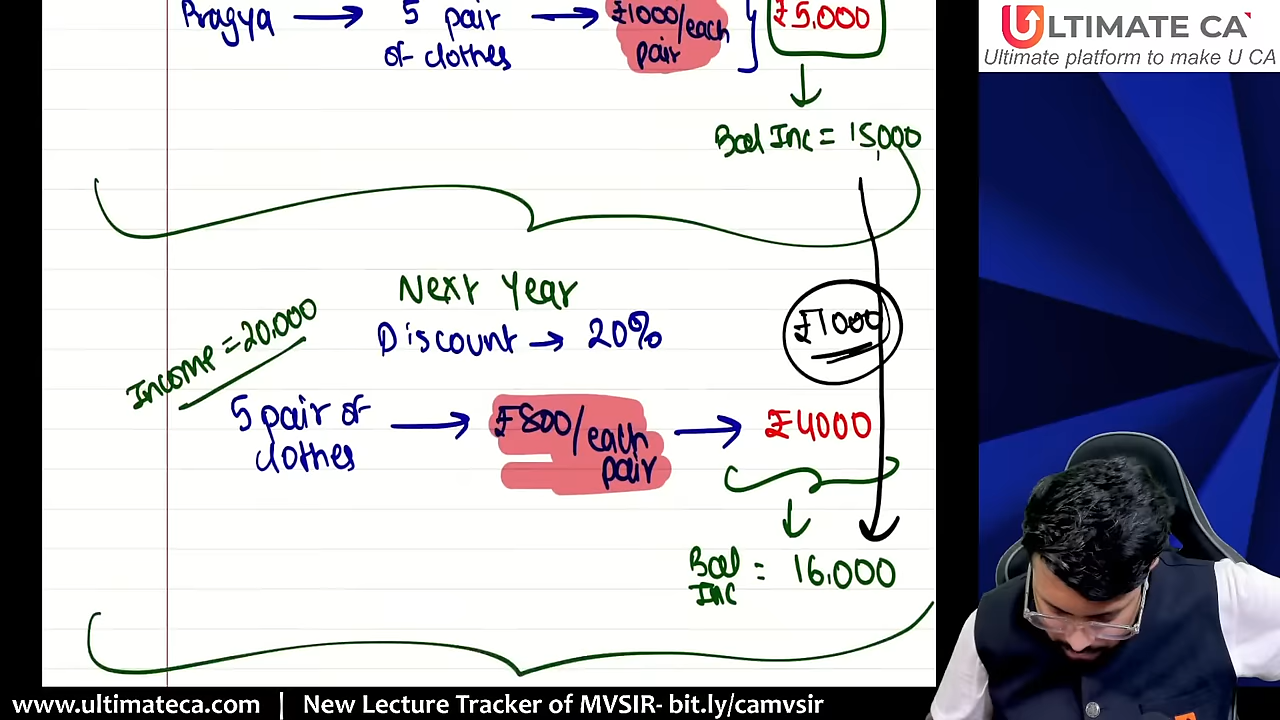 Pragya → 5 pair of clothes → ₹1000/each pair } ₹5,000
Bal Inc = 15,000
Next Year
Discount → 20%
Income = 20,000
₹1000
5 pair of clothes → ₹800/each pair → ₹4000
Bal Inc = 16,000
ULTIMATE CA
Ultimate platform to make U CA
www.ultimateca.com | New Lecture Tracker of MVSIR- bit.ly/camvsir